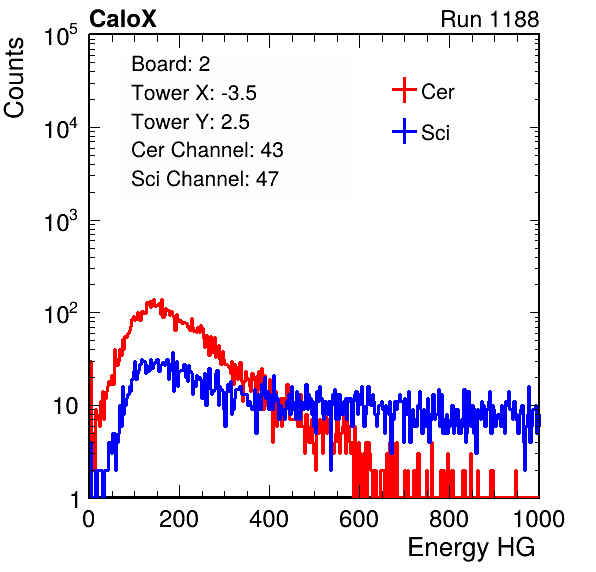 CaloX Run 1188
Counts
Board: 2
Tower X: -3.5
Tower Y: 2.5
Cer Channel: 43
Sci Channel: 47
Cer
Sci
10^5
10^4
10^3
10^2
10
1
0 200 400 600 800 1000
Energy HG